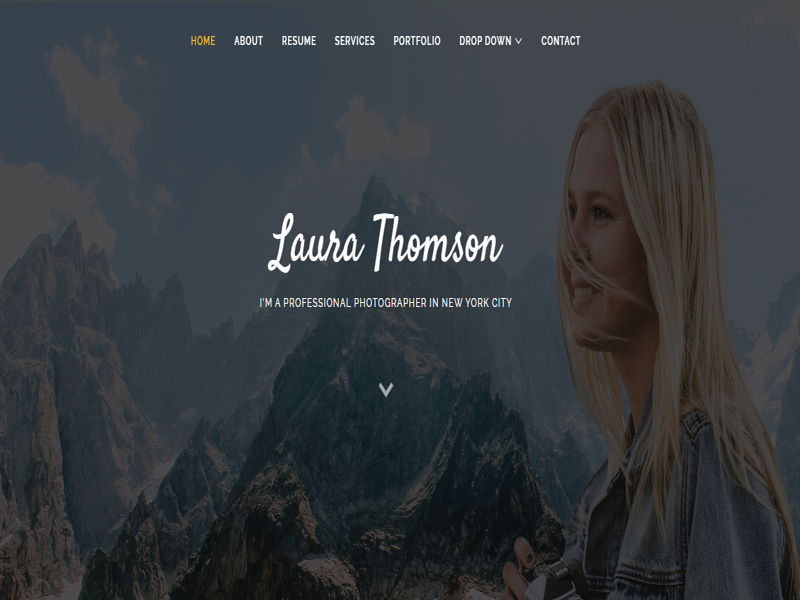 HOME ABOUT RESUME SERVICES PORTFOLIO DROP DOWN CONTACT
Laura Thomson
I'M A PROFESSIONAL PHOTOGRAPHER IN NEW YORK CITY